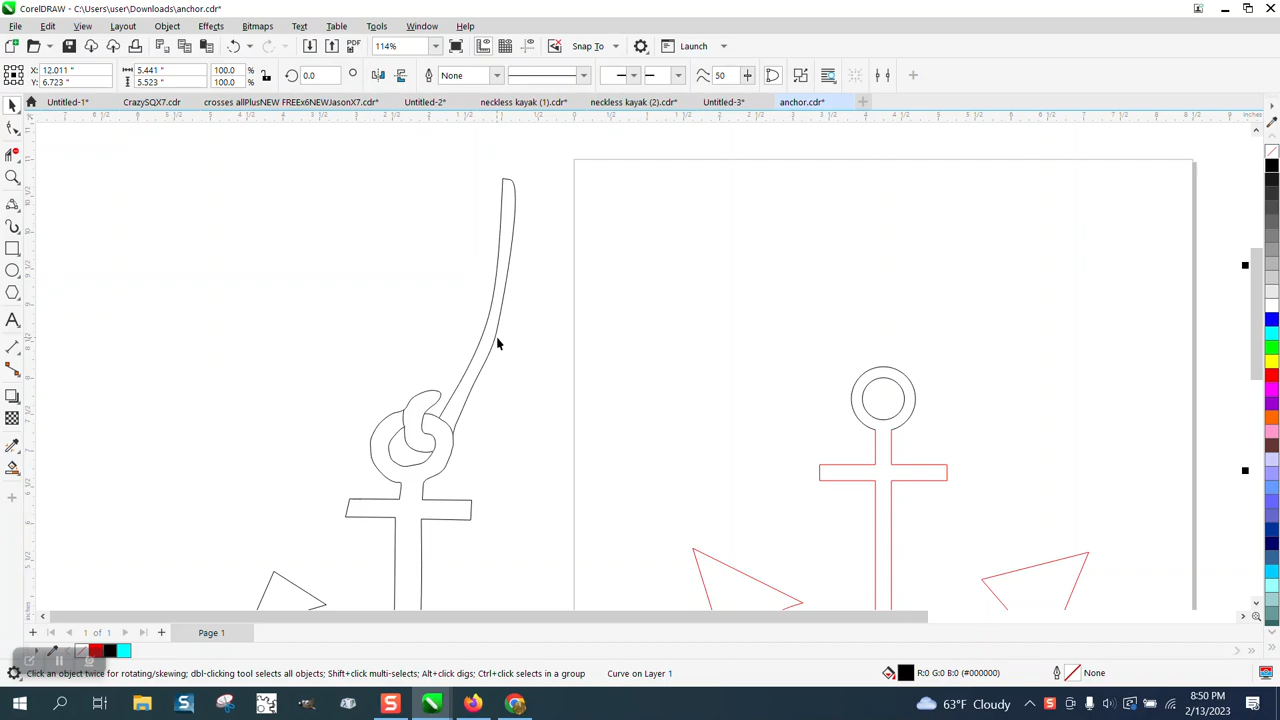 CorelDRAW - C:\Users\user\Downloads\anchor.cdr*
File Edit View Layout Object Effects Bitmaps Text Table Tools Window Help
PDF 114% Snap To Launch
X: 12.011 " 5.441 " 100.0 % 0.0 None 50
Y: 6.723 " 5.523 " 100.0 %
Untitled-1* CrazySQX7.cdr crosses allPlusNEW FREEx6NEWJasonX7.cdr* Untitled-2* neckless kayak (1).cdr* neckless kayak (2).cdr* Untitled-3* anchor.cdr*
inches
1 of 1 Page 1
Click an object twice for rotating/skewing; dbl-clicking tool selects all objects; Shift+click multi-selects; Alt+click digs; Ctrl+click selects in a group Curve on Layer 1 R:0 G:0 B:0 (#000000) None
63°F Cloudy 8:50 PM
2/13/2023